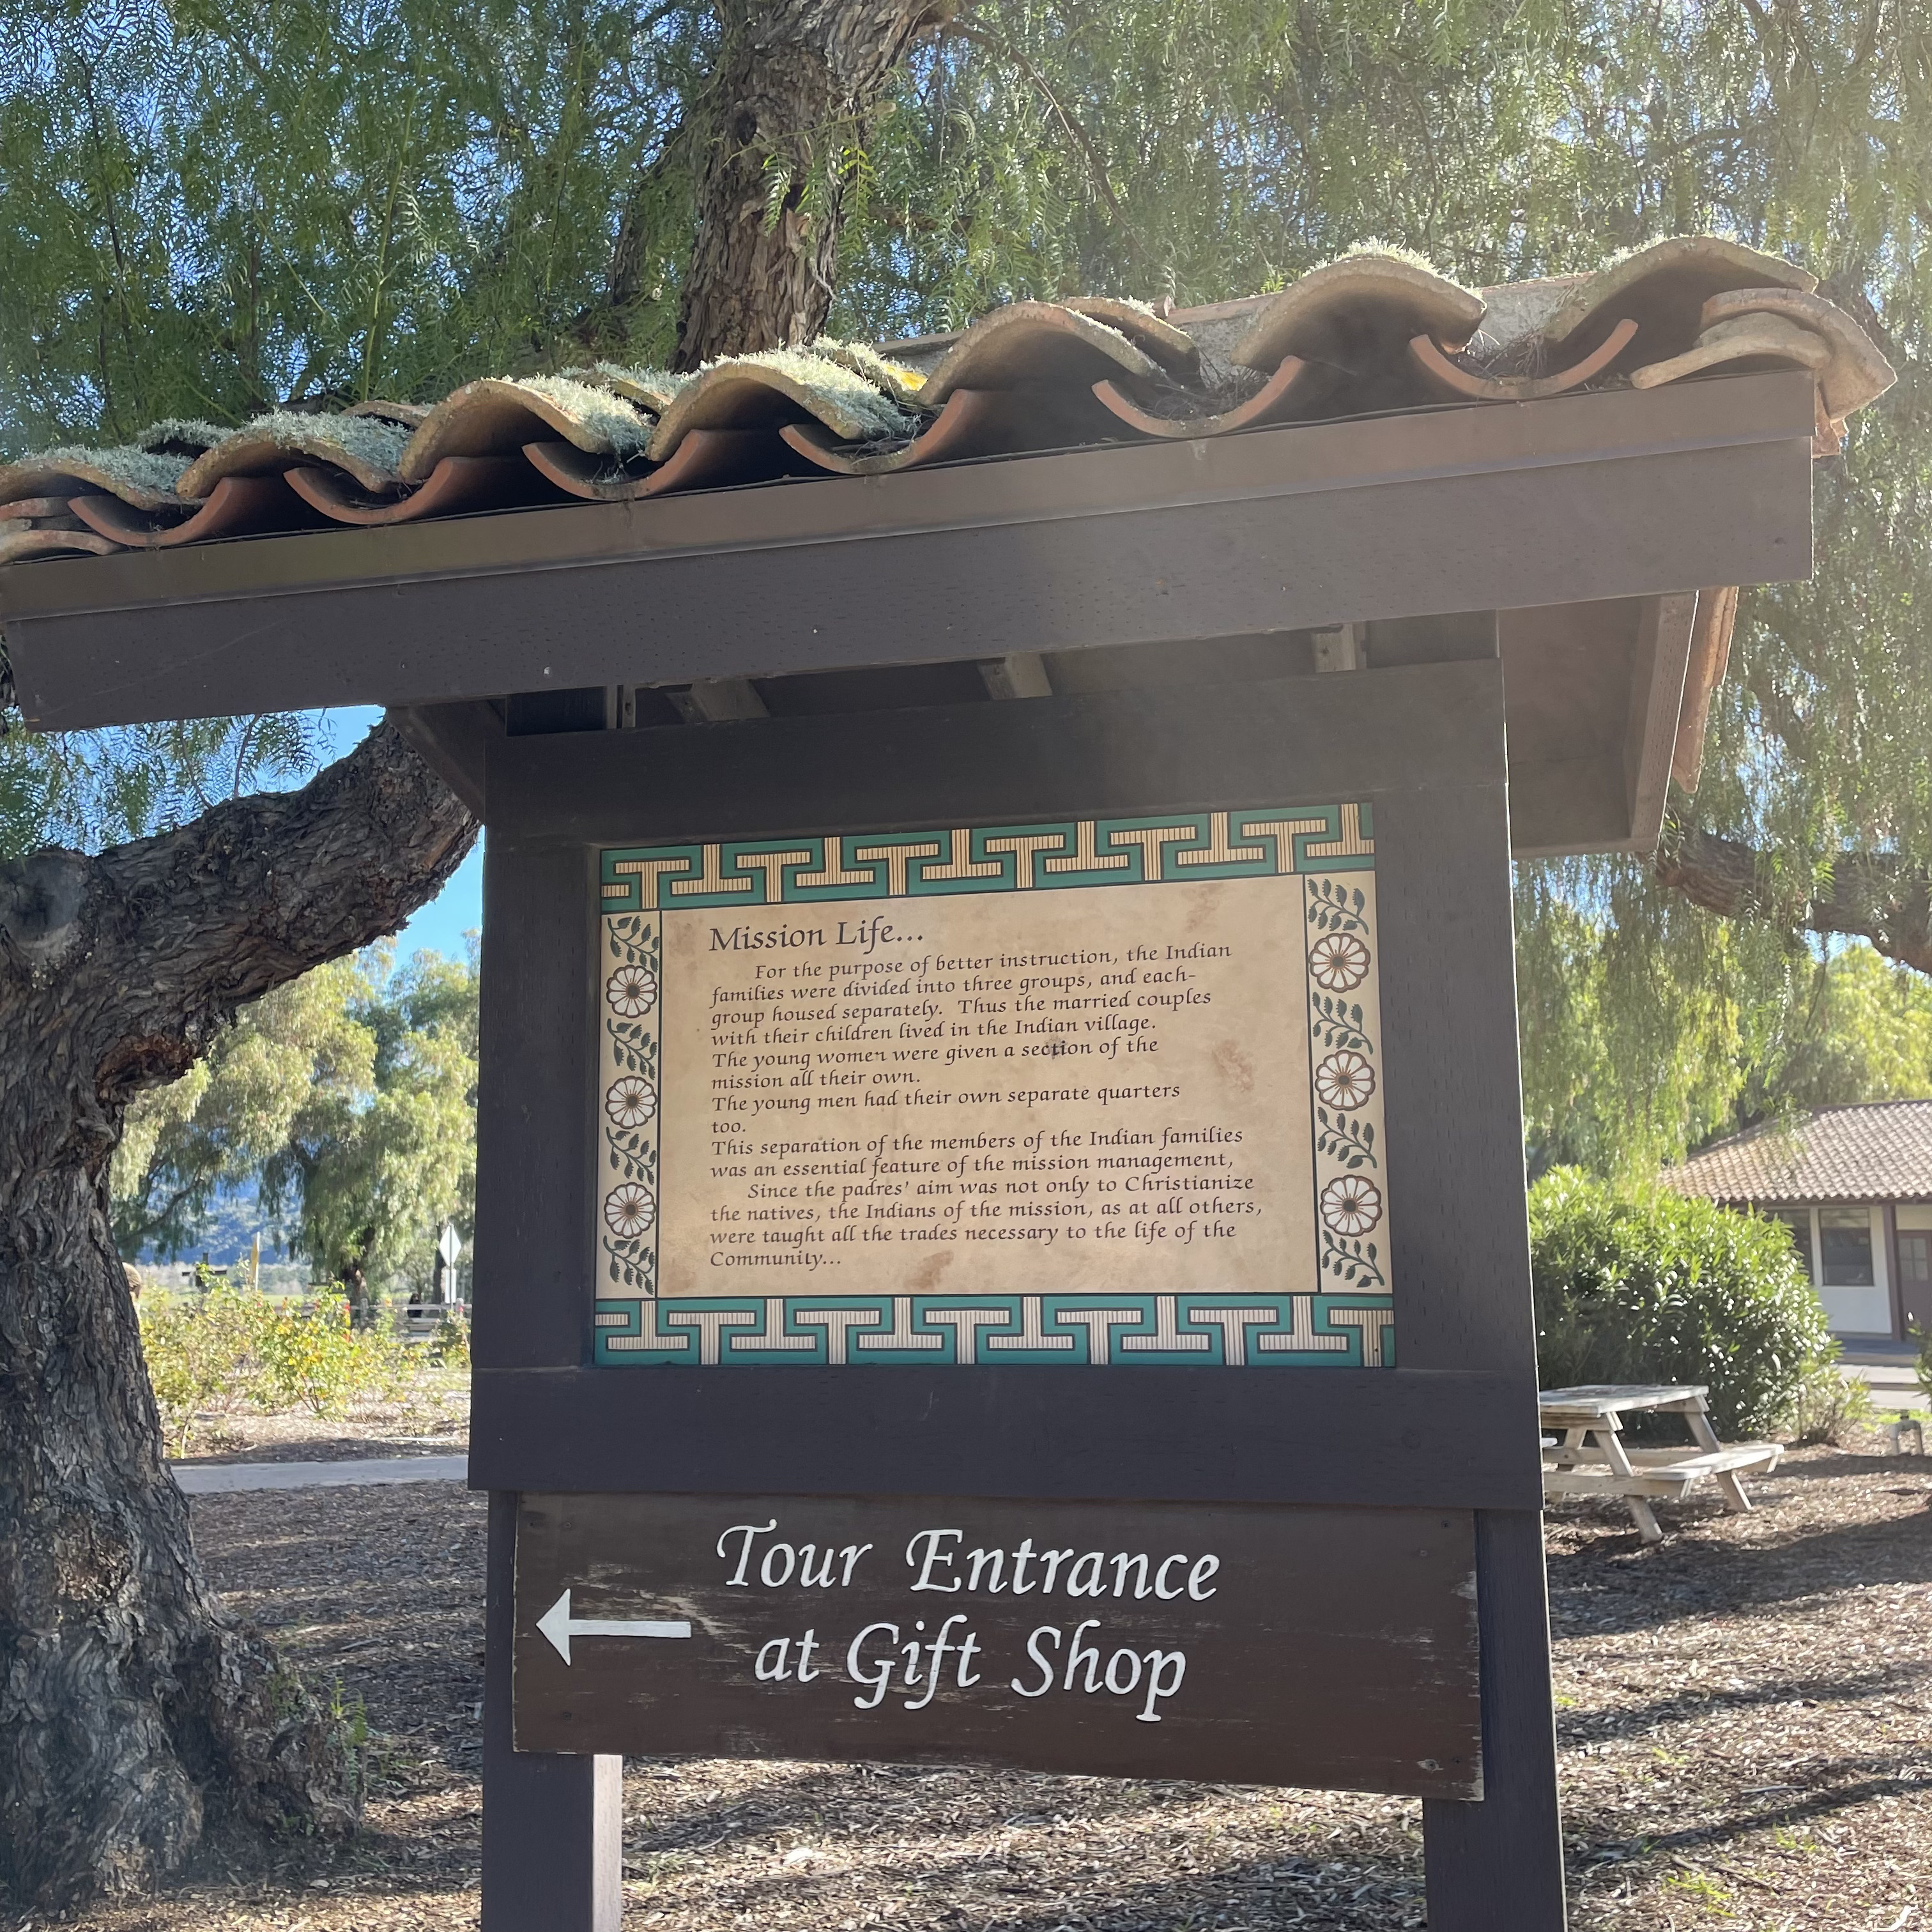 Mission Life...
For the purpose of better instruction, the Indian
families were divided into three groups, and each-
group housed separately. Thus the married couples
with their children lived in the Indian village.
The young women were given a section of the
mission all their own.
The young men had their own separate quarters
too.
This separation of the members of the Indian families
was an essential feature of the mission management,
Since the padres' aim was not only to Christianize
the natives, the Indians of the mission, as at all others,
were taught all the trades necessary to the life of the
Community...
Tour Entrance
at Gift Shop